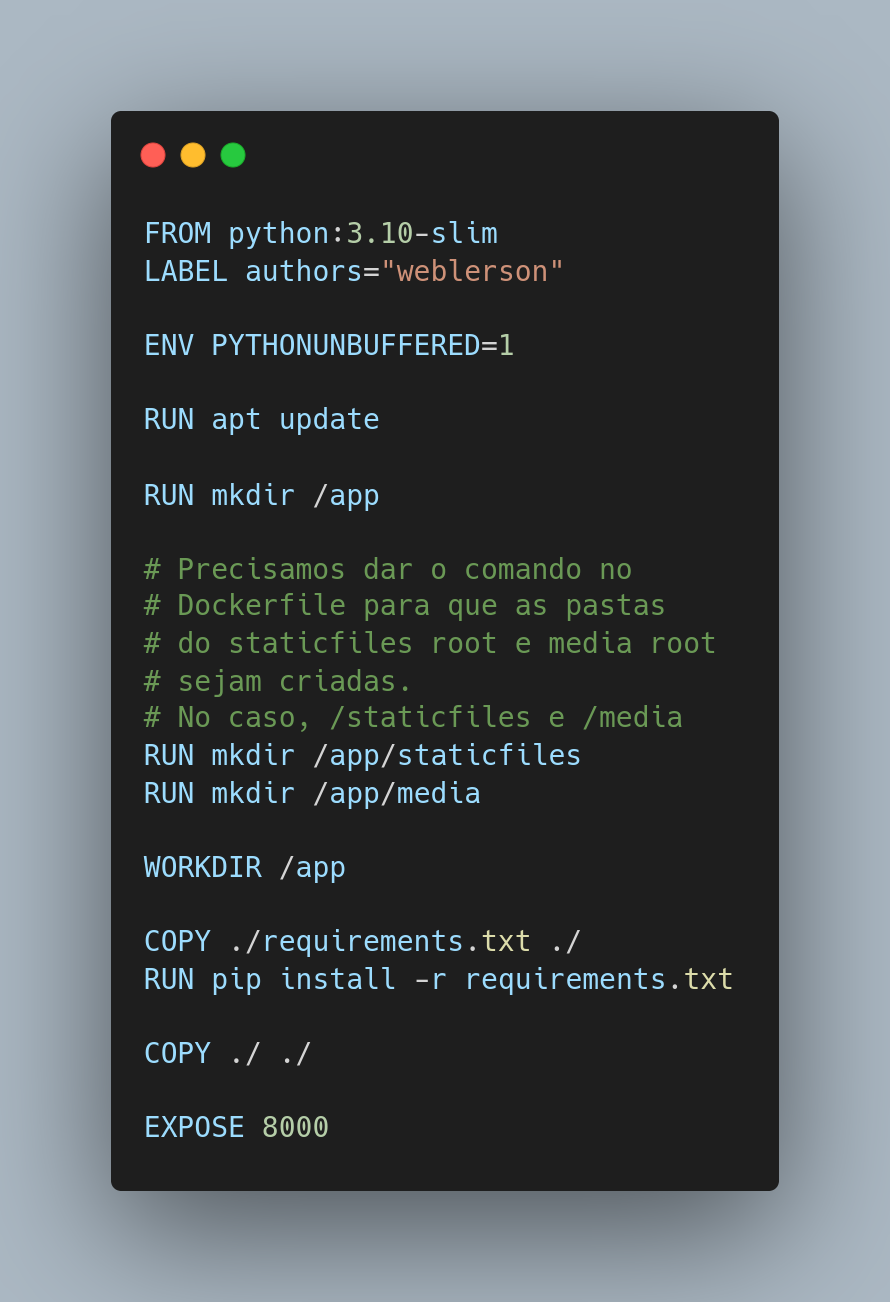 FROM python:3.10-slim
LABEL authors="weblerson"
ENV PYTHONUNBUFFERED=1
RUN apt update
RUN mkdir /app
# Precisamos dar o comando no
# Dockerfile para que as pastas
# do staticfiles root e media root
# sejam criadas.
# No caso, /staticfiles e /media
RUN mkdir /app/staticfiles
RUN mkdir /app/media
WORKDIR /app
COPY ./requirements.txt ./
RUN pip install -r requirements.txt
COPY ./ ./
EXPOSE 8000